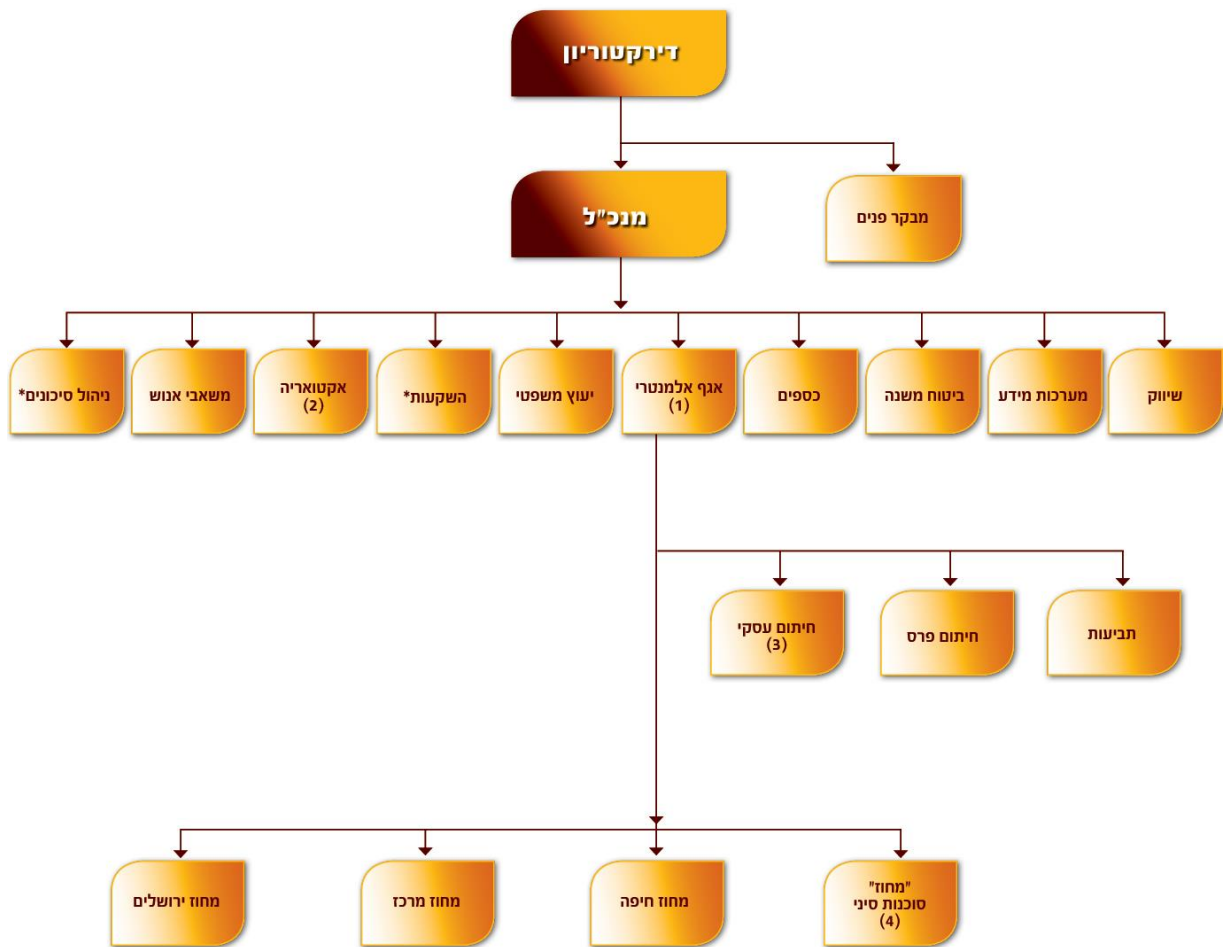 דירקטוריון
מנכ"ל
מבקר פנים
שיווק
מערכות מידע
ביטוח משנה
כספים
אגף אלמנטרי
(1)
יעוץ משפטי
השקעות*
אקטואריה
(2)
משאבי אנוש
ניהול סיכונים*
תביעות
חיתום פרס
חיתום עסקי
(3)
"מחוז"
סוכנות סיני
(4)
מחוז חיפה
מחוז מרכז
מחוז ירושלים